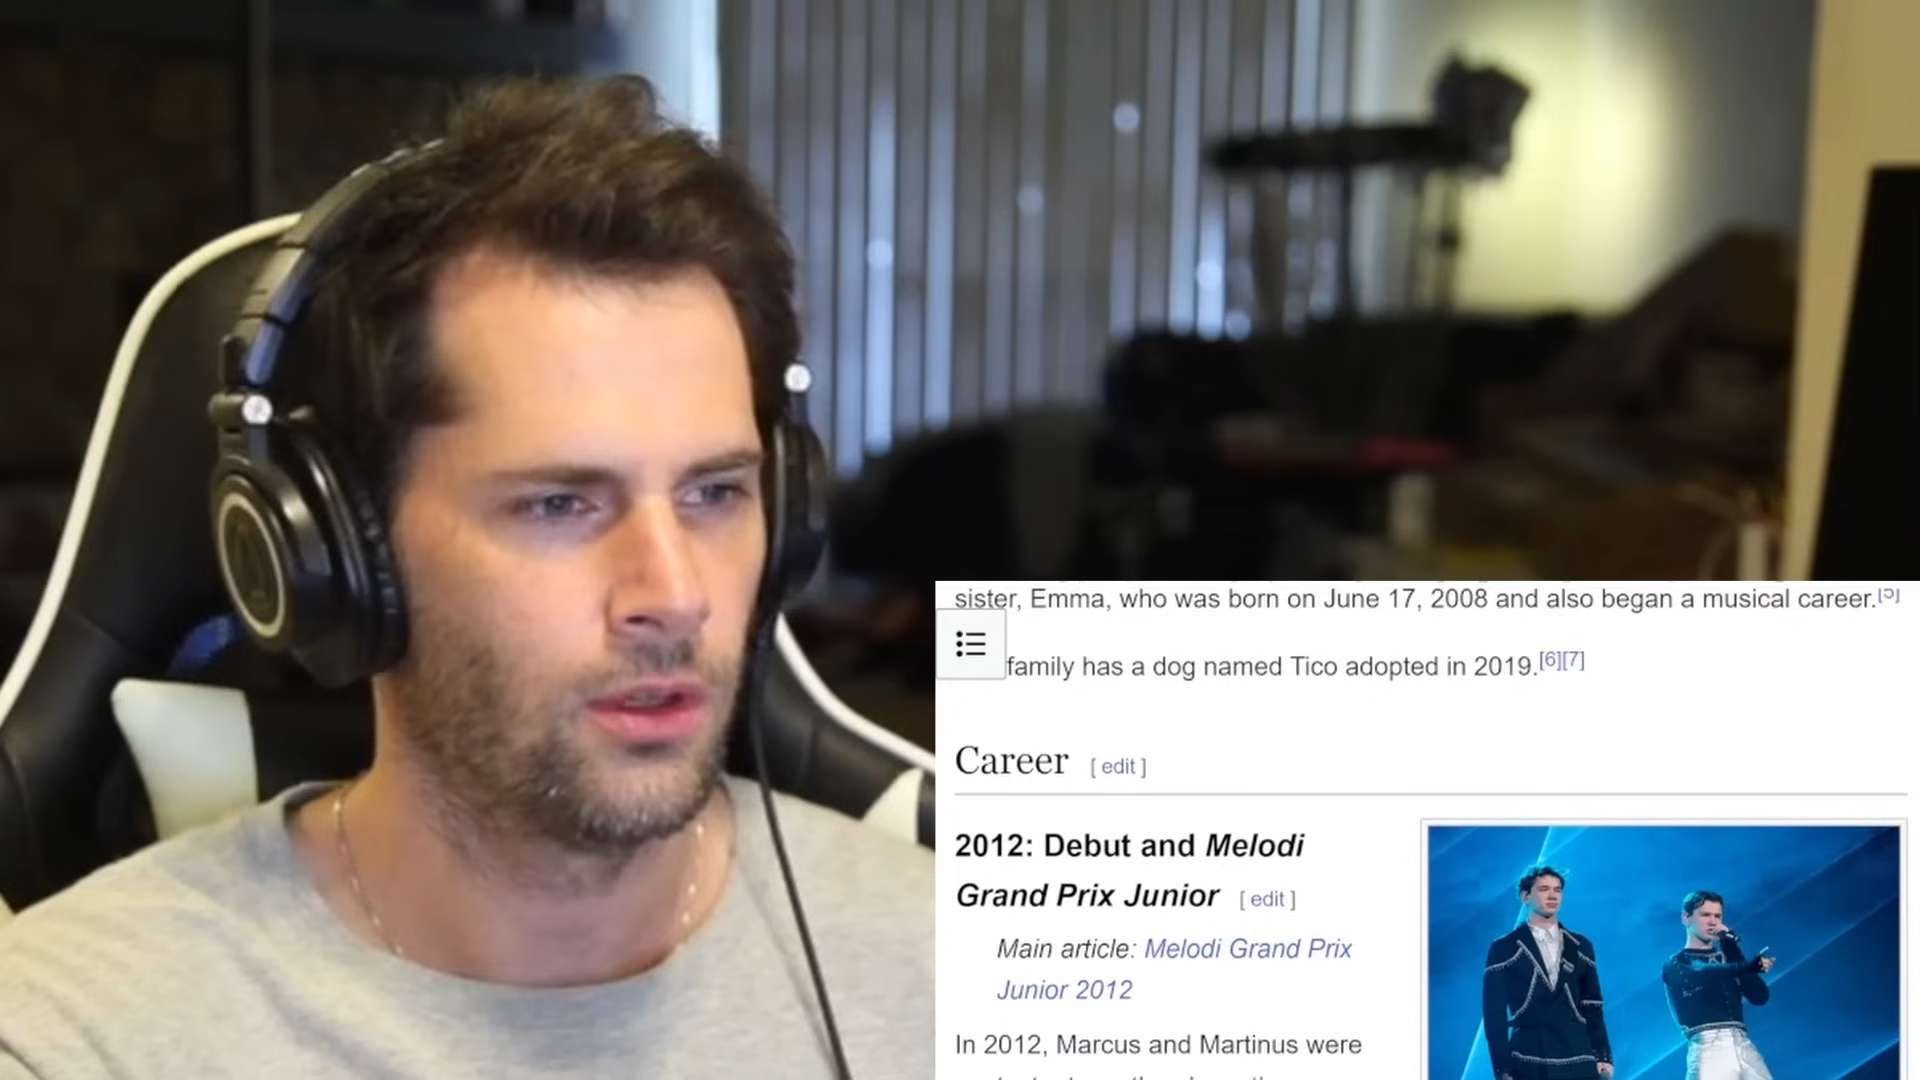 sister, Emma, who was born on June 17, 2008 and also began a musical career.[5]
family has a dog named Tico adopted in 2019.[6][7]
Career [ edit ]
2012: Debut and Melodi
Grand Prix Junior [ edit ]
Main article: Melodi Grand Prix
Junior 2012
In 2012, Marcus and Martinus were